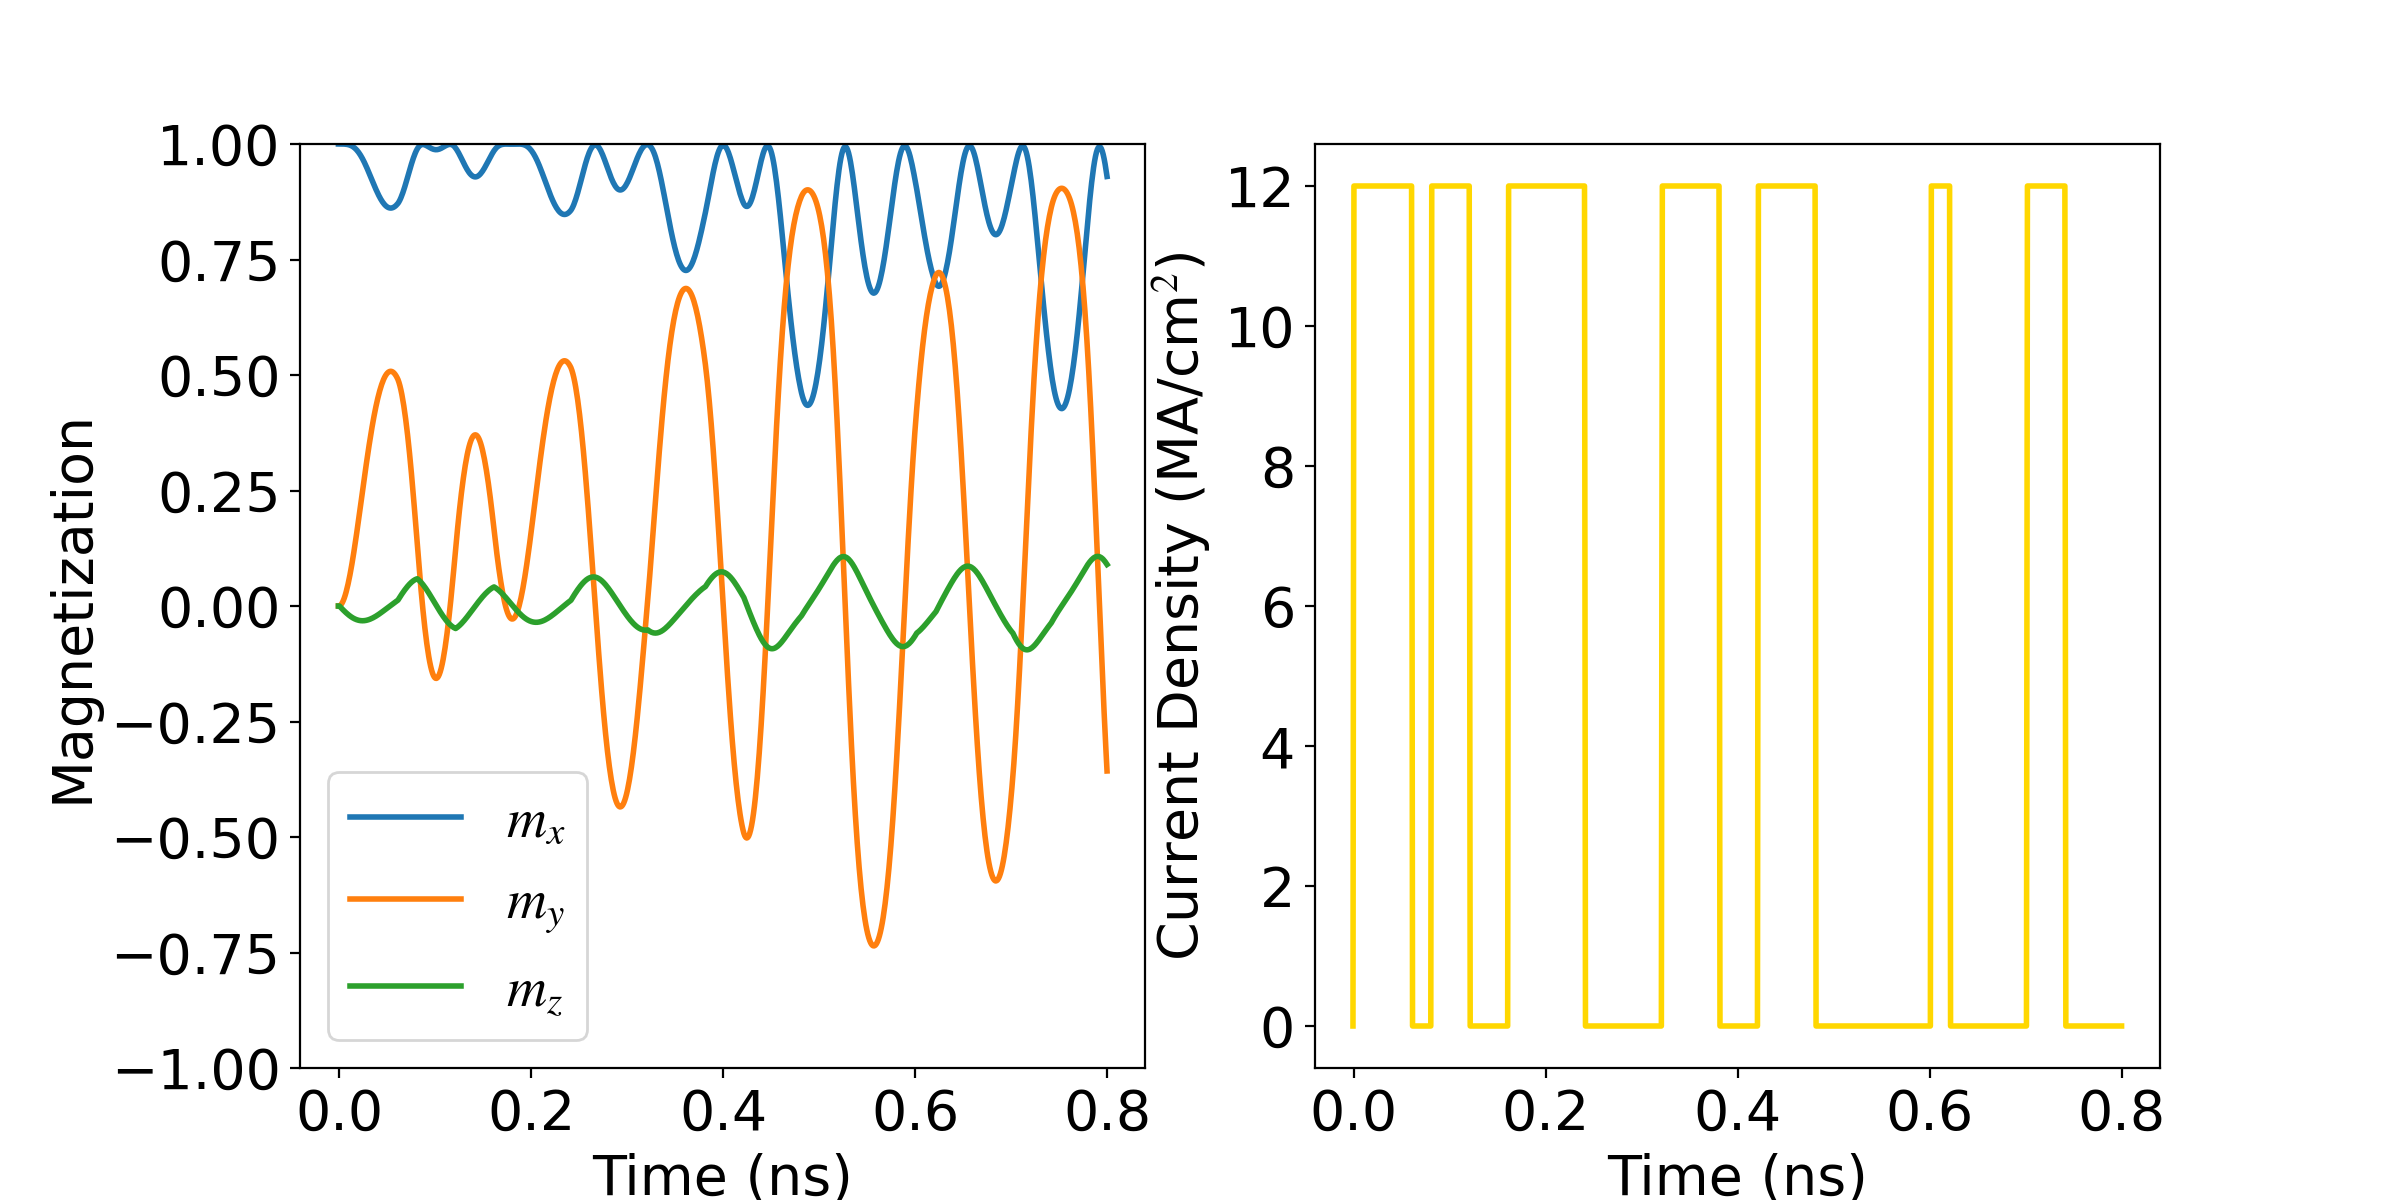 Magnetization
1.00
0.75
0.50
0.25
0.00
−0.25
−0.50
−0.75
−1.00
0.0 0.2 0.4 0.6 0.8
Time (ns)
m_x
m_y
m_z
Current Density (MA/cm²)
12
10
8
6
4
2
0
0.0 0.2 0.4 0.6 0.8
Time (ns)